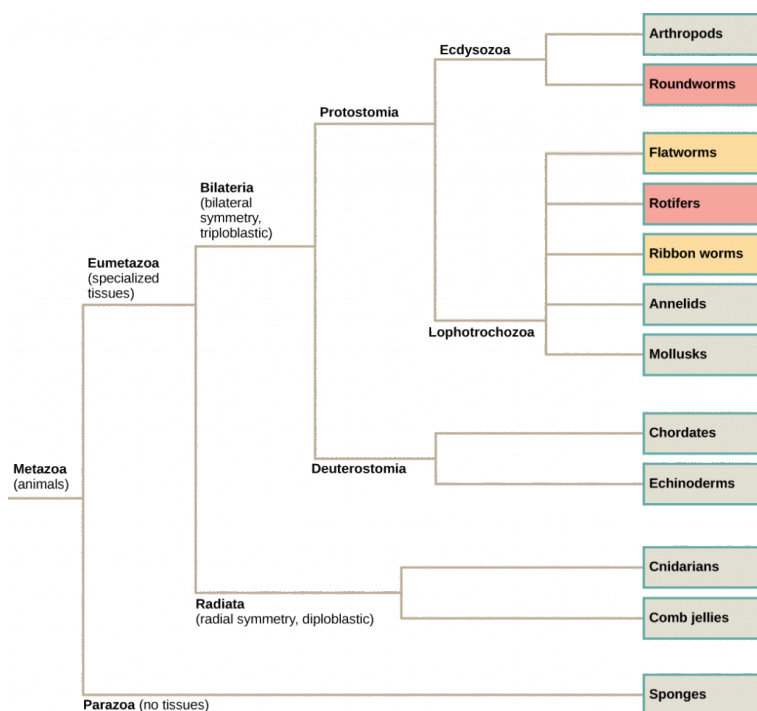 Ecdysozoa
Arthropods
Roundworms
Protostomia
Flatworms
Bilateria
(bilateral
symmetry,
triploblastic)
Rotifers
Ribbon worms
Eumetazoa
(specialized
tissues)
Annelids
Lophotrochozoa
Mollusks
Chordates
Deuterostomia
Echinoderms
Metazoa
(animals)
Cnidarians
Radiata
(radial symmetry, diploblastic)
Comb jellies
Sponges
Parazoa (no tissues)